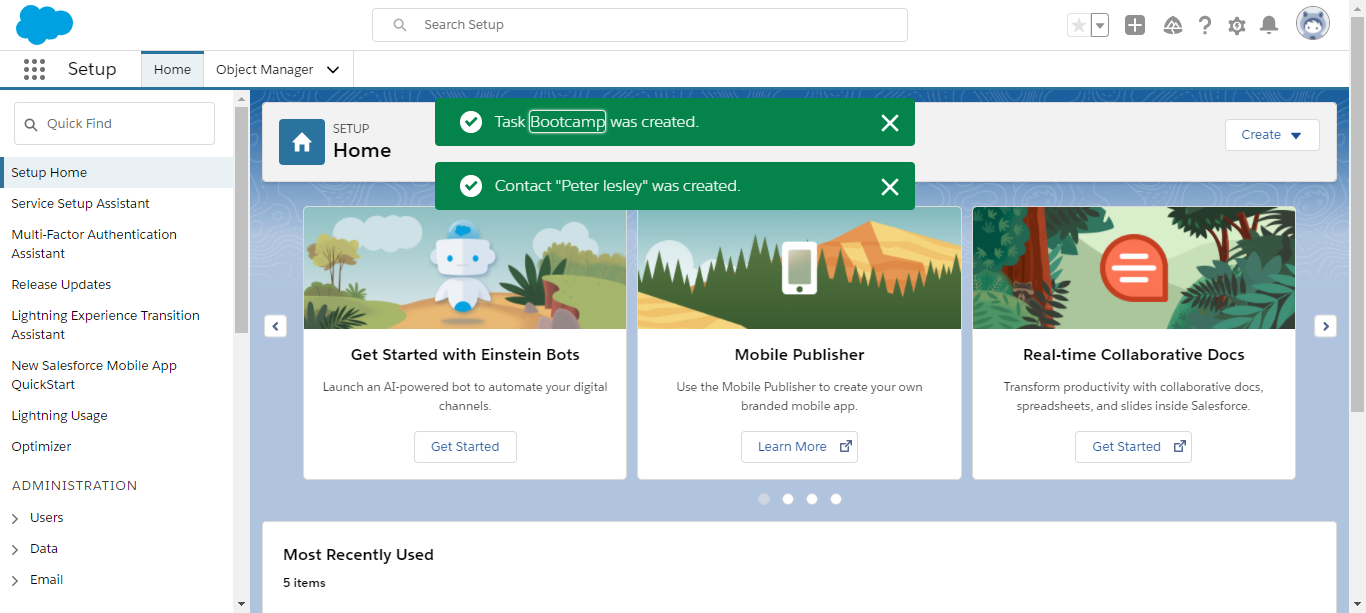 Search Setup
Setup
Home
Object Manager
Quick Find
Setup Home
Service Setup Assistant
Multi-Factor Authentication
Assistant
Release Updates
Lightning Experience Transition
Assistant
New Salesforce Mobile App
QuickStart
Lightning Usage
Optimizer
ADMINISTRATION
Users
Data
Email
Task Bootcamp was created.
Contact "Peter lesley" was created.
SETUP
Home
Create
Get Started with Einstein Bots
Launch an AI-powered bot to automate your digital
channels.
Get Started
Mobile Publisher
Use the Mobile Publisher to create your own
branded mobile app.
Learn More
Real-time Collaborative Docs
Transform productivity with collaborative docs,
spreadsheets, and slides inside Salesforce.
Get Started
Most Recently Used
5 items